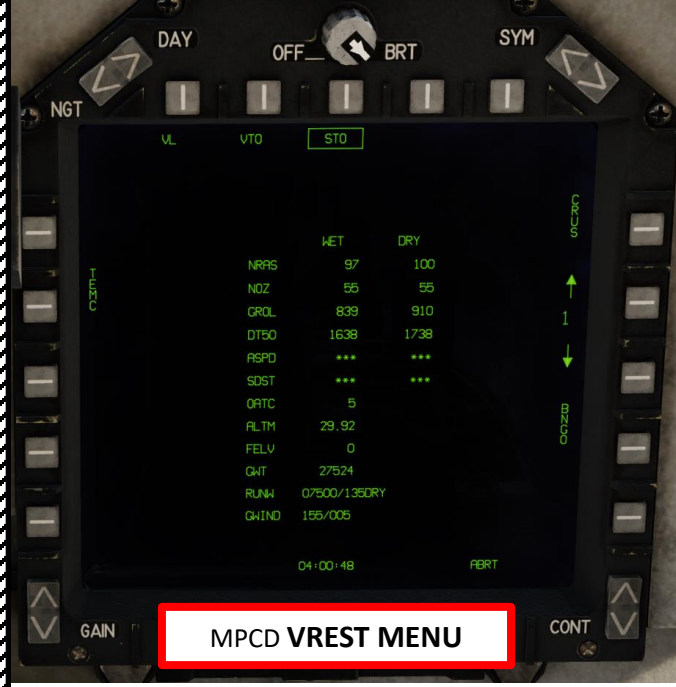 DAY OFF BRT SYM
NGT
VL VTO STO
CRUS
WET DRY
NRAS 97 100
TEMC
NOZ 55 55
GROL 839 910
1
DT50 1638 1738
ASPD *** ***
SDST *** ***
OATC 5
BNGO
ALTM 29.92
FELV 0
GWT 27524
RUNW 07500/135DRY
GWIND 155/005
04:00:48 ABRT
GAIN CONT
MPCD VREST MENU